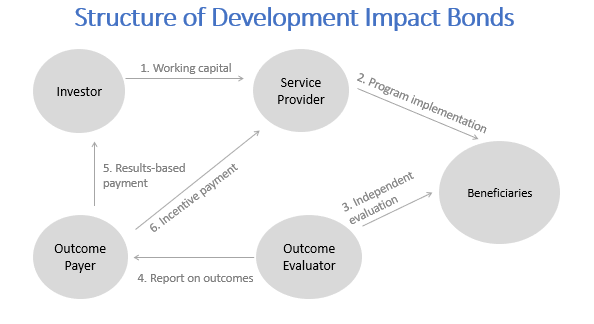 Structure of Development Impact Bonds
1. Working capital
Investor
Service
Provider
2. Program implementation
Beneficiaries
3. Independent
evaluation
5. Results-based
payment
6. Incentive payment
Outcome
Payer
Outcome
Evaluator
4. Report on outcomes